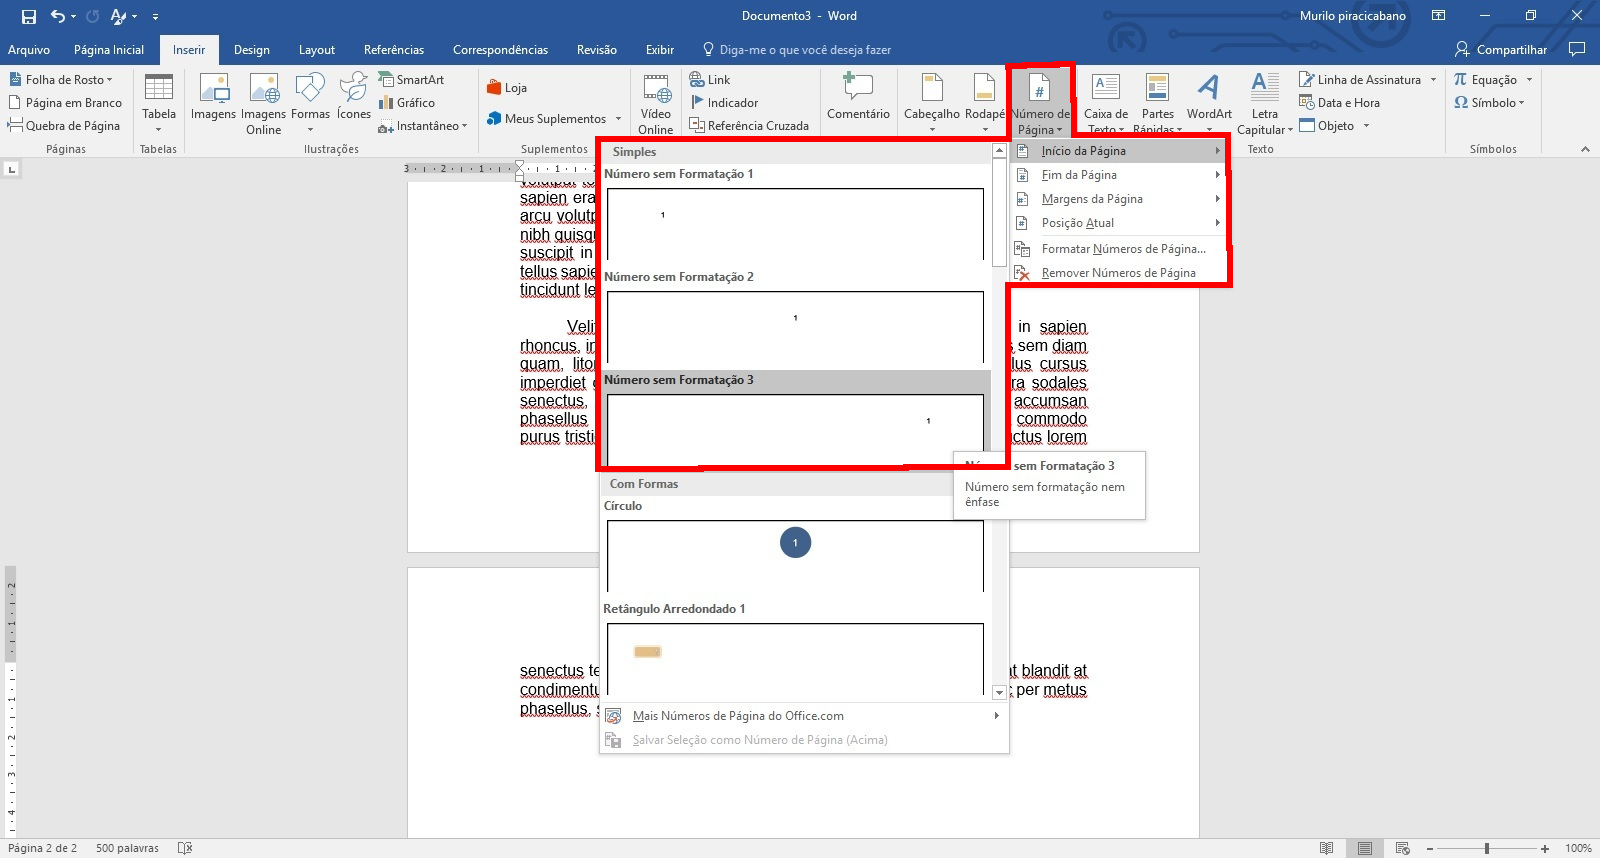 Documento3 - Word
Murilo piracicabano
Arquivo
Página Inicial
Inserir
Design
Layout
Referências
Correspondências
Revisão
Exibir
Diga-me o que você deseja fazer
Compartilhar
Folha de Rosto
Página em Branco
Quebra de Página
Páginas
Tabela
Tabelas
Imagens
Imagens Online
Formas
Ícones
SmartArt
Gráfico
Instantâneo
Ilustrações
Loja
Meus Suplementos
Suplementos
Vídeo Online
Link
Indicador
Referência Cruzada
Comentário
Cabeçalho
Rodapé
Número de Página
Caixa de Texto
Partes Rápidas
WordArt
Letra Capitular
Linha de Assinatura
Data e Hora
Objeto
Texto
Equação
Símbolo
Símbolos
Início da Página
Fim da Página
Margens da Página
Posição Atual
Formatar Números de Página...
Remover Números de Página
Simples
Número sem Formatação 1
1
Número sem Formatação 2
1
Número sem Formatação 3
1
sem Formatação 3
Número sem formatação nem
ênfase
Com Formas
Círculo
1
Retângulo Arredondado 1
Mais Números de Página do Office.com
Salvar Seleção como Número de Página (Acima)
sapien era
arcu volutp
nibh quisqu
suscipit in
tellus sapie
tincidunt le
Veli in sapien
rhoncus, in sem diam
quam, lito lus cursus
imperdiet ra sodales
senectus, accumsan
phasellus commodo
purus tristi uctus lorem
senectus te at blandit at
condimentu per metus
phasellus, s
Página 2 de 2
500 palavras
100%